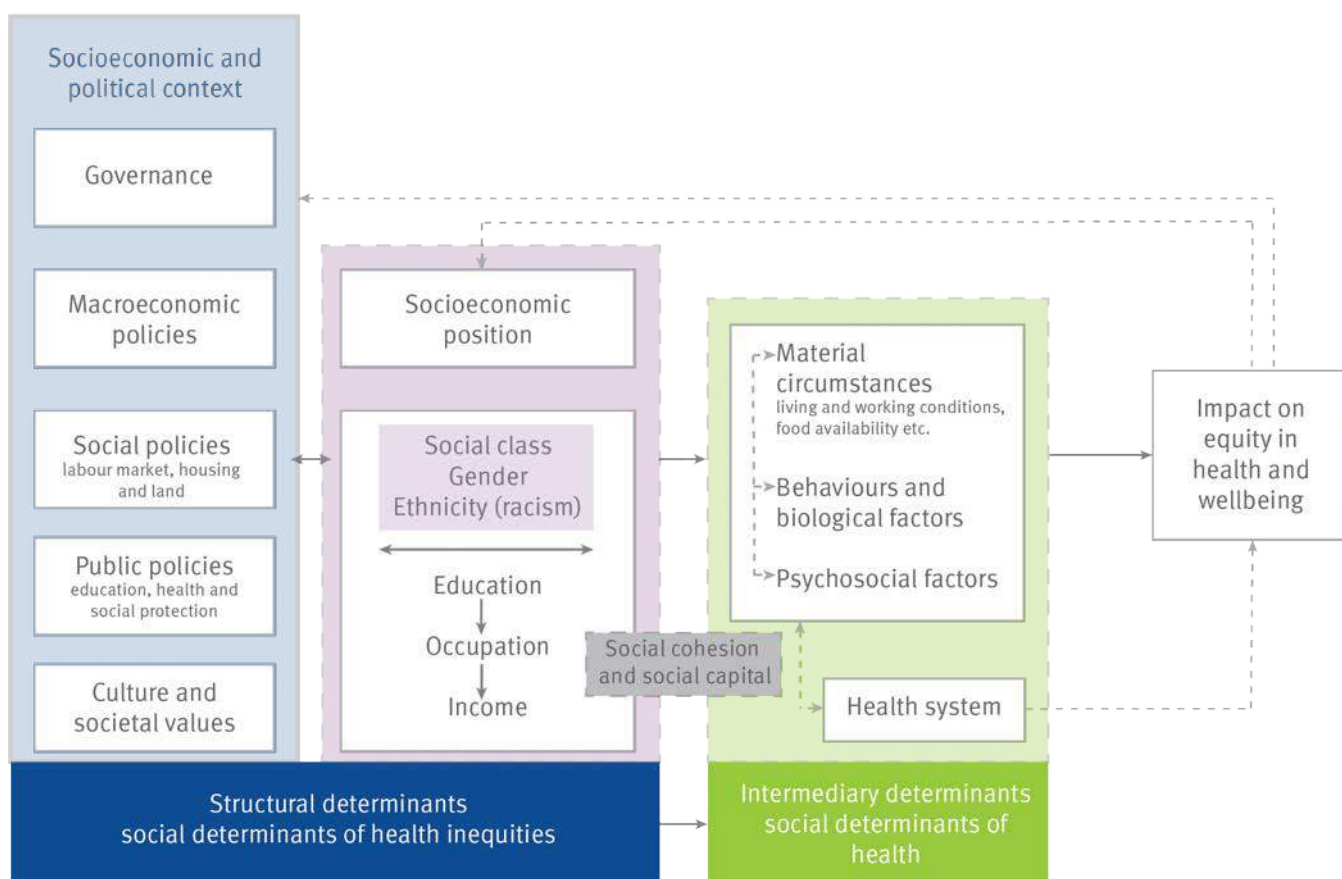 Socioeconomic and
political context
Governance
Macroeconomic
policies
Social policies
labour market, housing
and land
Public policies
education, health and
social protection
Culture and
societal values
Socioeconomic
position
Social class
Gender
Ethnicity (racism)
Education
Occupation
Income
Social cohesion
and social capital
Material
circumstances
living and working conditions,
food availability etc.
Behaviours and
biological factors
Psychosocial factors
Health system
Impact on
equity in
health and
wellbeing
Structural determinants
social determinants of health inequities
Intermediary determinants
social determinants of
health